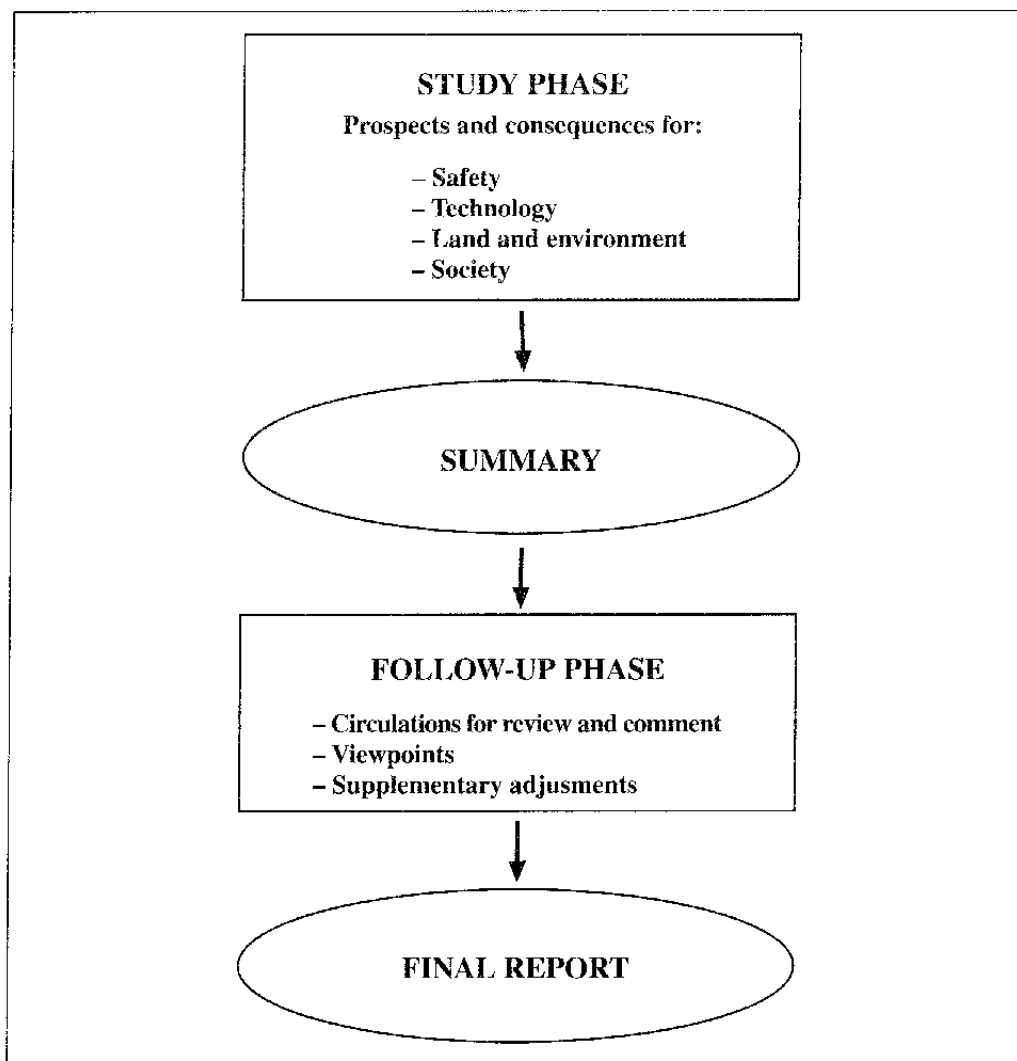 STUDY PHASE
Prospects and consequences for:
– Safety
– Technology
– Land and environment
– Society
SUMMARY
FOLLOW-UP PHASE
– Circulations for review and comment
– Viewpoints
– Supplementary adjusments
FINAL REPORT